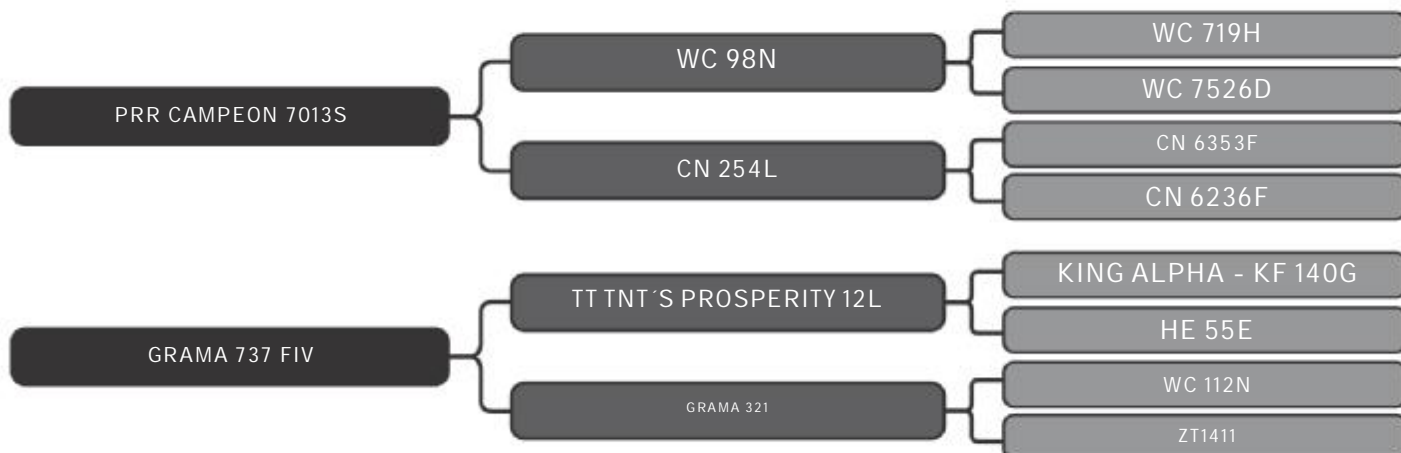 PRR CAMPEON 7013S
WC 98N
WC 719H
WC 7526D
CN 254L
CN 6353F
CN 6236F
GRAMA 737 FIV
TT TNT´S PROSPERITY 12L
KING ALPHA - KF 140G
HE 55E
GRAMA 321
WC 112N
ZT1411